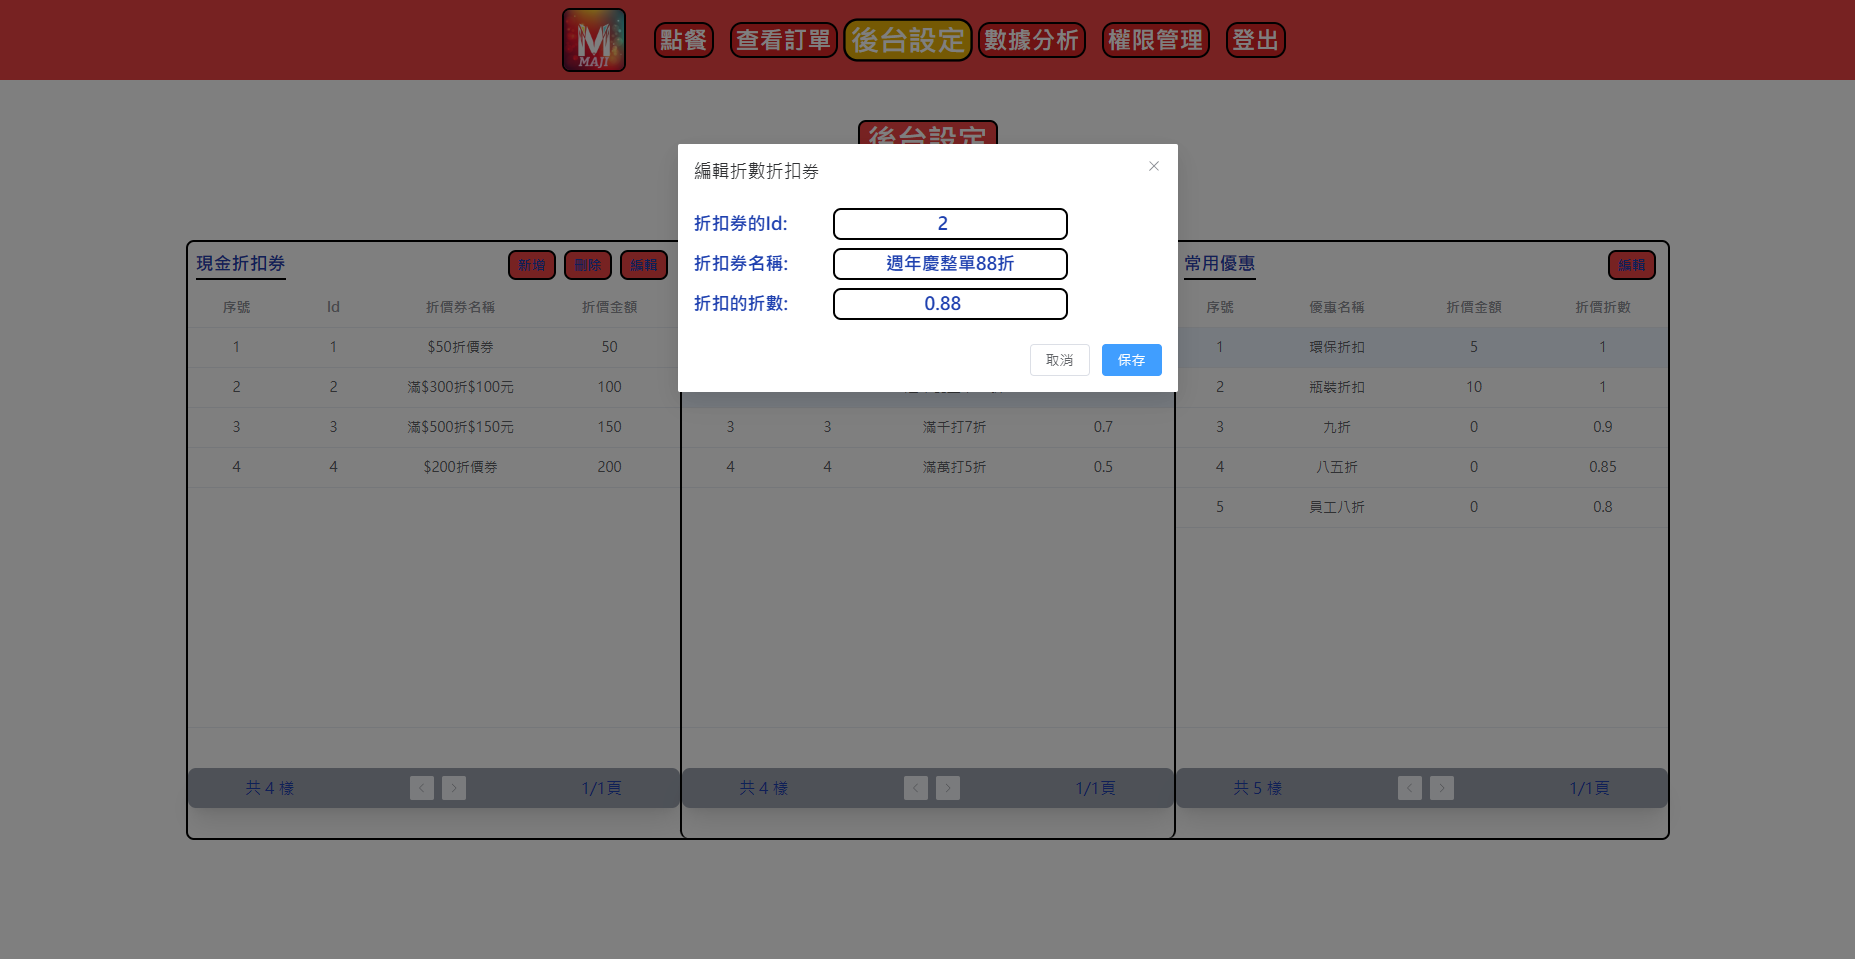 MAJI
點餐 查看訂單 後台設定 數據分析 權限管理 登出
後台設定
編輯折數折扣券
折扣券的Id: 2
折扣券名稱: 週年慶整單88折
折扣的折數: 0.88
取消 保存
現金折扣券 新增 刪除 編輯
序號 Id 折價券名稱 折價金額
1 1 $50折價券 50
2 2 滿$300折$100元 100
3 3 滿$500折$150元 150
4 4 $200折價券 200
共 4 樣 1/1頁
3 3 滿千打7折 0.7
4 4 滿萬打5折 0.5
共 4 樣 1/1頁
常用優惠 編輯
序號 優惠名稱 折價金額 折價折數
1 環保折扣 5 1
2 瓶裝折扣 10 1
3 九折 0 0.9
4 八五折 0 0.85
5 員工八折 0 0.8
共 5 樣 1/1頁